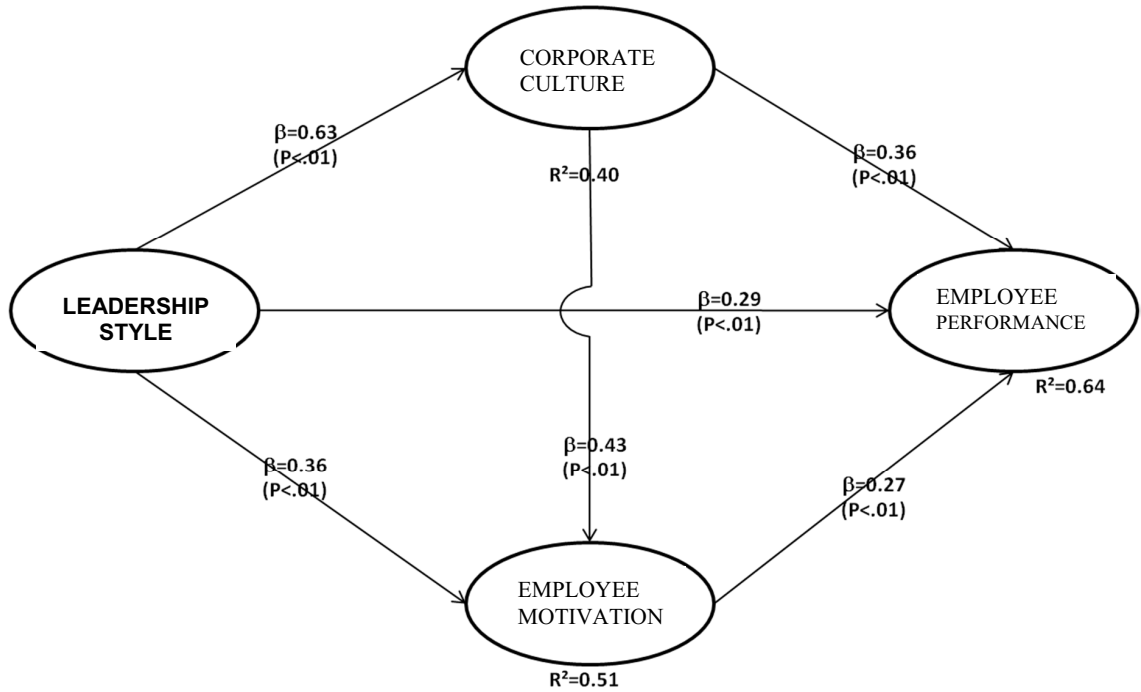 CORPORATE
CULTURE
β=0.63
(P<.01)
R²=0.40
β=0.36
(P<.01)
LEADERSHIP
STYLE
β=0.29
(P<.01)
EMPLOYEE
PERFORMANCE
R²=0.64
β=0.36
(P<.01)
β=0.43
(P<.01)
β=0.27
(P<.01)
EMPLOYEE
MOTIVATION
R²=0.51